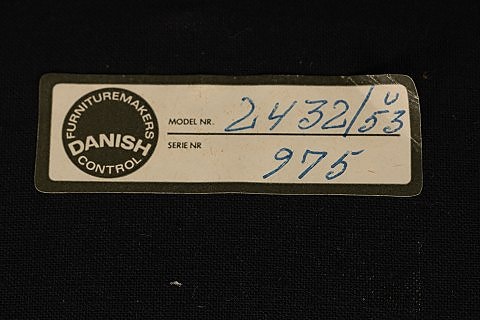 FURNITUREMAKERS
DANISH
CONTROL
MODEL NR. 2432/53
SERIE NR 975